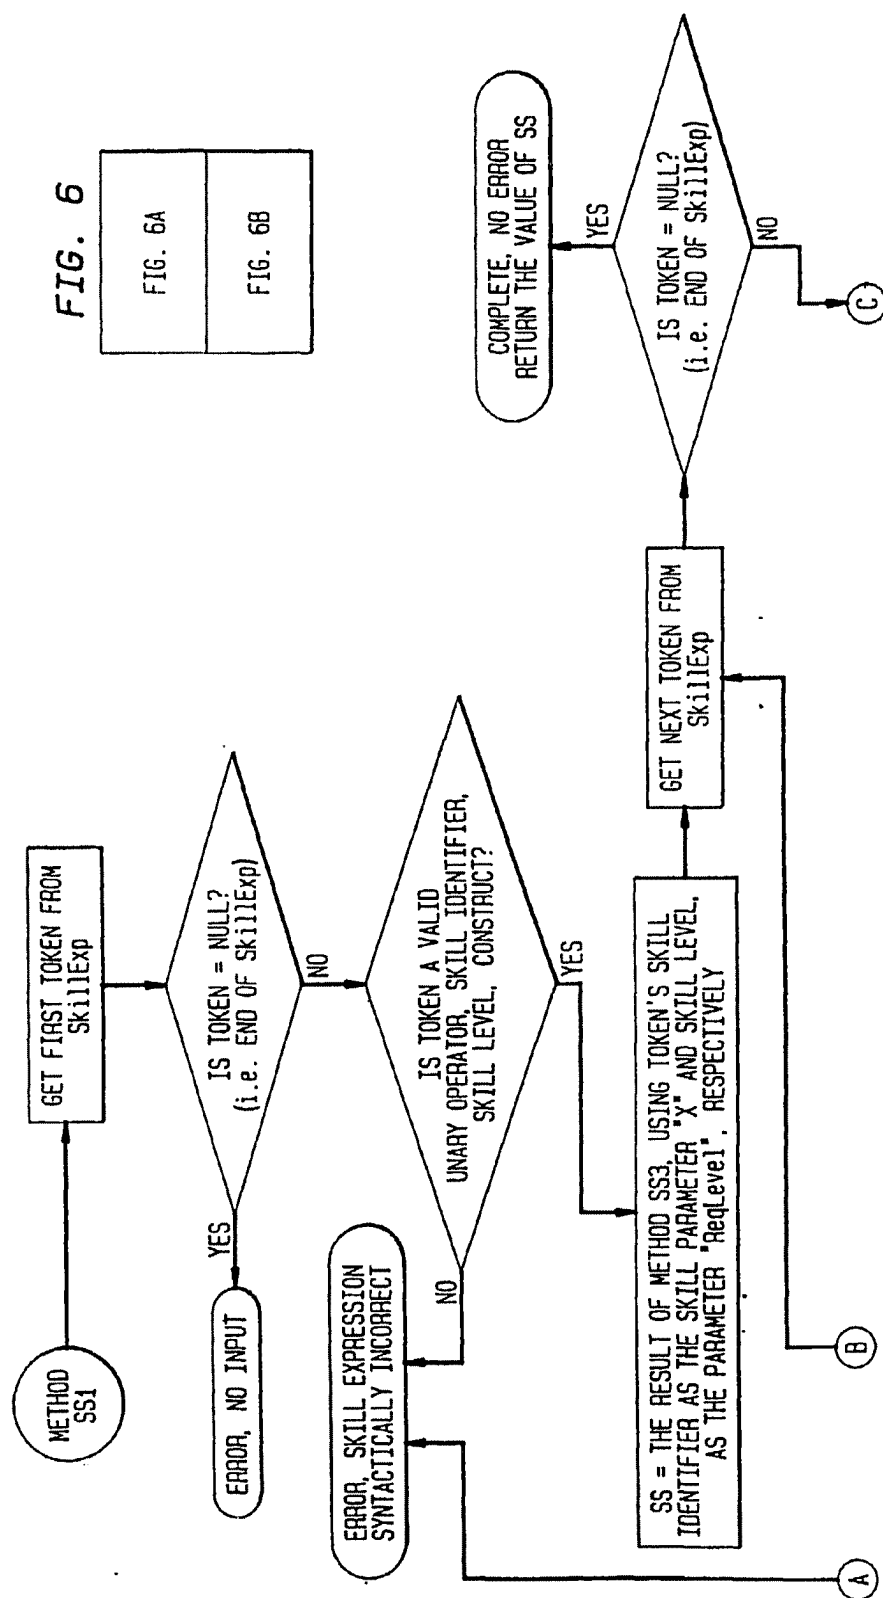 FIG. 6
FIG. 6A
FIG. 6B
METHOD
SS1
GET FIRST TOKEN FROM
SkillExp
IS TOKEN = NULL?
(i.e. END OF SkillExp)
YES
NO
ERROR, NO INPUT
IS TOKEN A VALID
UNARY OPERATOR, SKILL IDENTIFIER,
SKILL LEVEL, CONSTRUCT?
NO
YES
ERROR, SKILL EXPRESSION
SYNTACTICALLY INCORRECT
SS = THE RESULT OF METHOD SS3, USING TOKEN'S SKILL
IDENTIFIER AS THE SKILL PARAMETER "X" AND SKILL LEVEL,
AS THE PARAMETER "ReqLevel", RESPECTIVELY
GET NEXT TOKEN FROM
SkillExp
IS TOKEN = NULL?
(i.e. END OF SkillExp)
YES
NO
COMPLETE, NO ERROR
RETURN THE VALUE OF SS
A
B
C